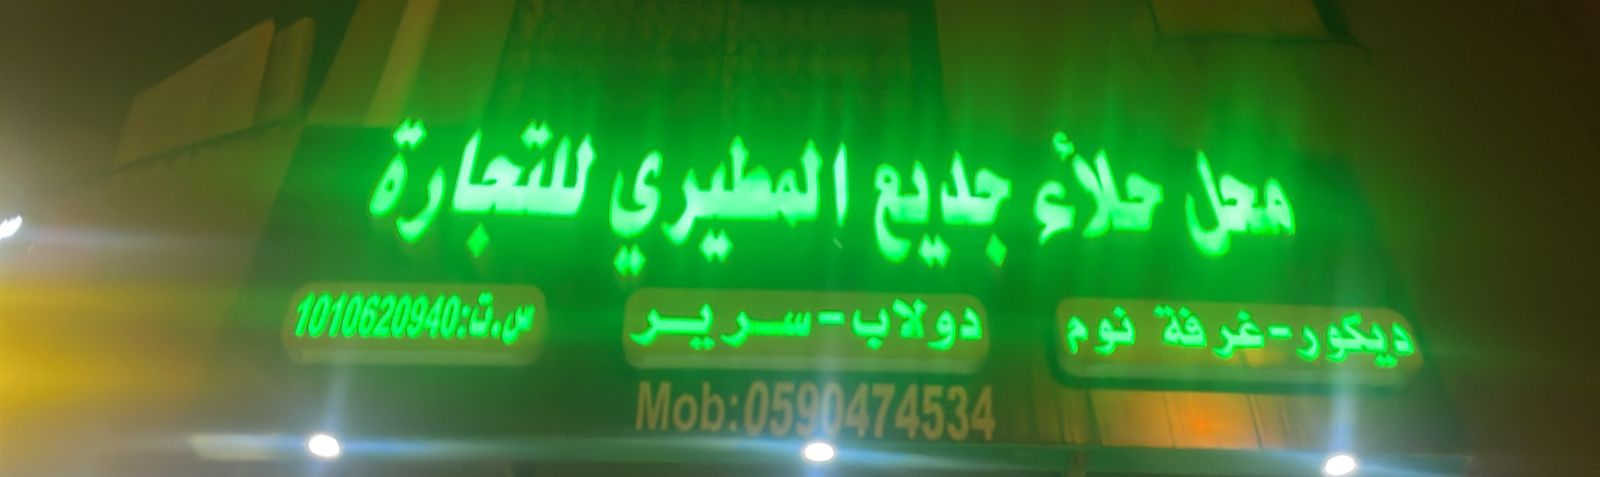 محل حلاء جديع المطيري للتجارة
ديكور-غرفة نوم
دولاب-سرير
س.ت:1010620940
Mob:0590474534